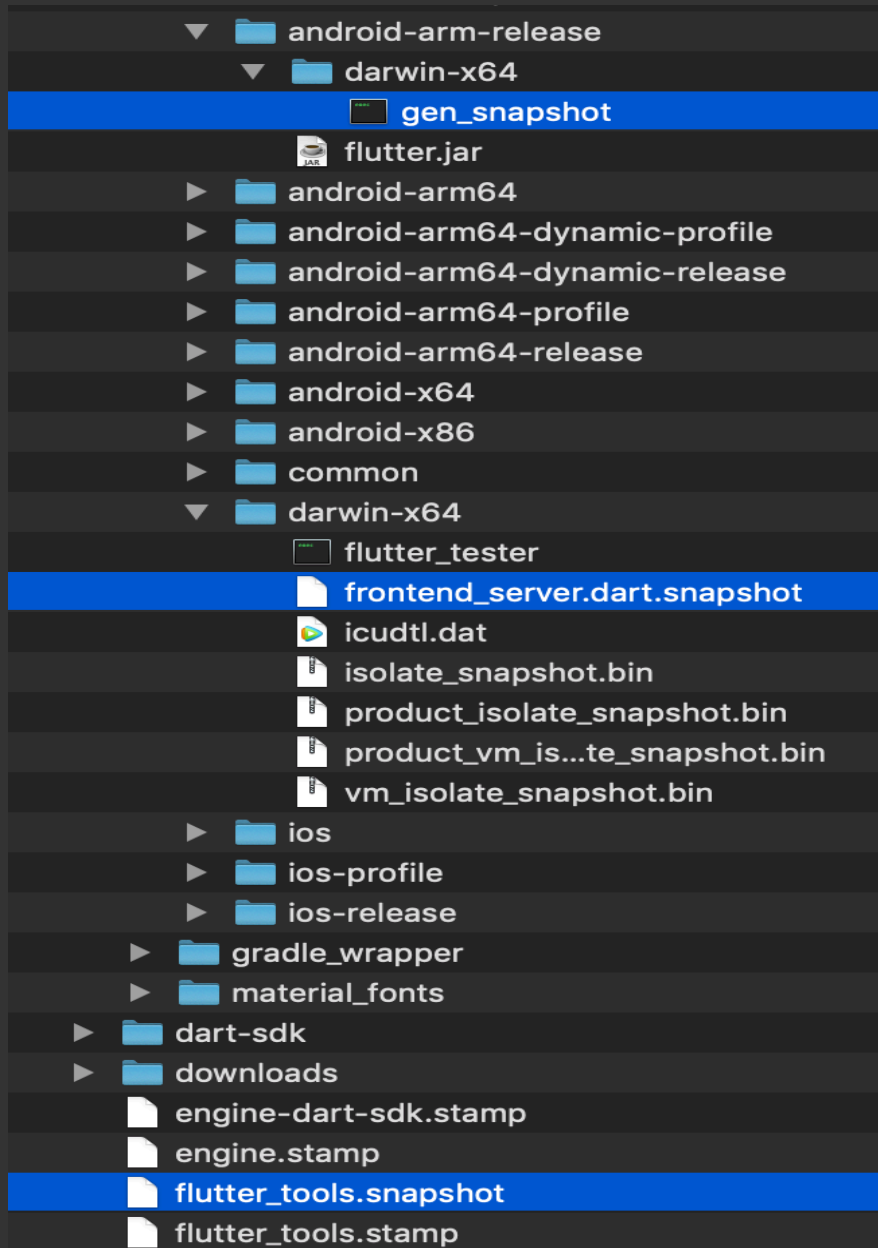 android-arm-release
darwin-x64
gen_snapshot
flutter.jar
android-arm64
android-arm64-dynamic-profile
android-arm64-dynamic-release
android-arm64-profile
android-arm64-release
android-x64
android-x86
common
darwin-x64
flutter_tester
frontend_server.dart.snapshot
icudtl.dat
isolate_snapshot.bin
product_isolate_snapshot.bin
product_vm_is...te_snapshot.bin
vm_isolate_snapshot.bin
ios
ios-profile
ios-release
gradle_wrapper
material_fonts
dart-sdk
downloads
engine-dart-sdk.stamp
engine.stamp
flutter_tools.snapshot
flutter_tools.stamp